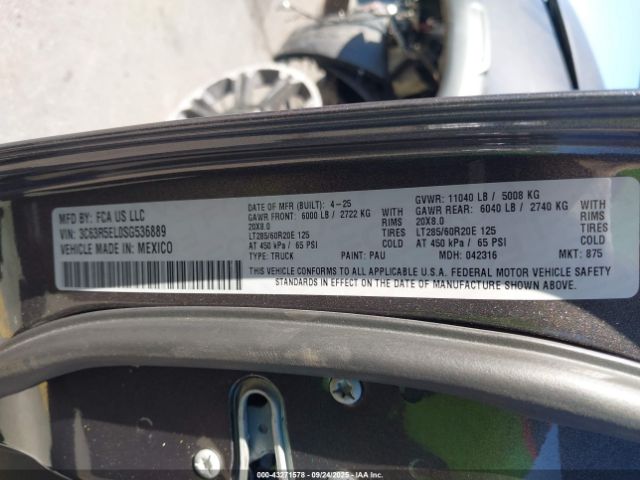 MFD BY: FCA US LLC
VIN: 3C63R5EL0SG536889
VEHICLE MADE IN: MEXICO
DATE OF MFR (BUILT): 4-25
GAWR FRONT: 6000 LB / 2722 KG WITH
20X8.0 RIMS
LT285/60R20E 125 TIRES
AT 450 kPa / 65 PSI
TYPE: TRUCK PAINT: PAU
GVWR: 11040 LB / 5008 KG
GAWR REAR: 6040 LB / 2740 KG WITH
20X8.0 RIMS
LT285/60R20E 125 TIRES
AT 450 kPa / 65 PSI
MDH: 042316 MKT: 875
THIS VEHICLE CONFORMS TO ALL APPLICABLE U.S.A. FEDERAL MOTOR VEHICLE SAFETY
STANDARDS IN EFFECT ON THE DATE OF MANUFACTURE SHOWN ABOVE.
000-43271578 09/24/2025 - IAAI.COM